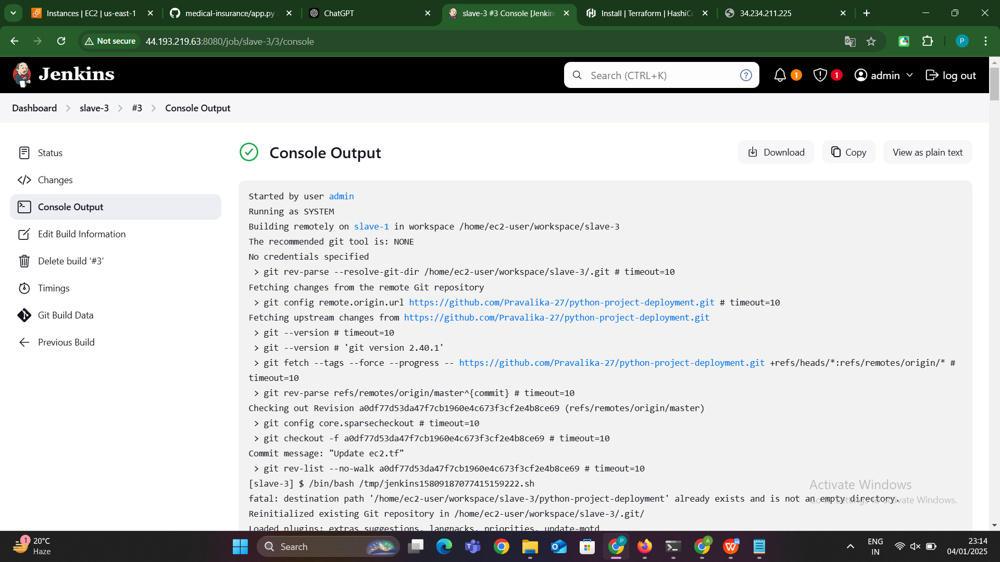 Instances | EC2 | us-east-1
medical-insurance/app.py
ChatGPT
slave-3 #3 Console [Jenkins
Install | Terraform | HashiCo
34.234.211.225
Not secure
44.193.219.63:8080/job/slave-3/3/console
P
Jenkins
Search (CTRL+K)
?
1
1
admin
log out
Dashboard > slave-3 > #3 > Console Output
Status
Changes
Console Output
Edit Build Information
Delete build ‘#3’
Timings
Git Build Data
Previous Build
Console Output
Download
Copy
View as plain text
Started by user admin
Running as SYSTEM
Building remotely on slave-1 in workspace /home/ec2-user/workspace/slave-3
The recommended git tool is: NONE
No credentials specified
> git rev-parse --resolve-git-dir /home/ec2-user/workspace/slave-3/.git # timeout=10
Fetching changes from the remote Git repository
> git config remote.origin.url https://github.com/Pravalika-27/python-project-deployment.git # timeout=10
Fetching upstream changes from https://github.com/Pravalika-27/python-project-deployment.git
> git --version # timeout=10
> git --version # 'git version 2.40.1'
> git fetch --tags --force --progress -- https://github.com/Pravalika-27/python-project-deployment.git +refs/heads/*:refs/remotes/origin/* #
timeout=10
> git rev-parse refs/remotes/origin/master^{commit} # timeout=10
Checking out Revision a0df77d53da47f7cb1960e4c673f3cf2e4b8ce69 (refs/remotes/origin/master)
> git config core.sparsecheckout # timeout=10
> git checkout -f a0df77d53da47f7cb1960e4c673f3cf2e4b8ce69 # timeout=10
Commit message: "Update ec2.tf"
> git rev-list --no-walk a0df77d53da47f7cb1960e4c673f3cf2e4b8ce69 # timeout=10
[slave-3] $ /bin/bash /tmp/jenkins15809187077415159222.sh
fatal: destination path '/home/ec2-user/workspace/slave-3/python-project-deployment' already exists and is not an empty directory.
Reinitialized existing Git repository in /home/ec2-user/workspace/slave-3/.git/
Loaded plugins: extras_suggestions, langpacks, priorities, update-motd
Activate Windows
Go to Settings to activate Windows.
1
20°C
Haze
Search
P
A
W
ENG
IN
23:14
04/01/2025